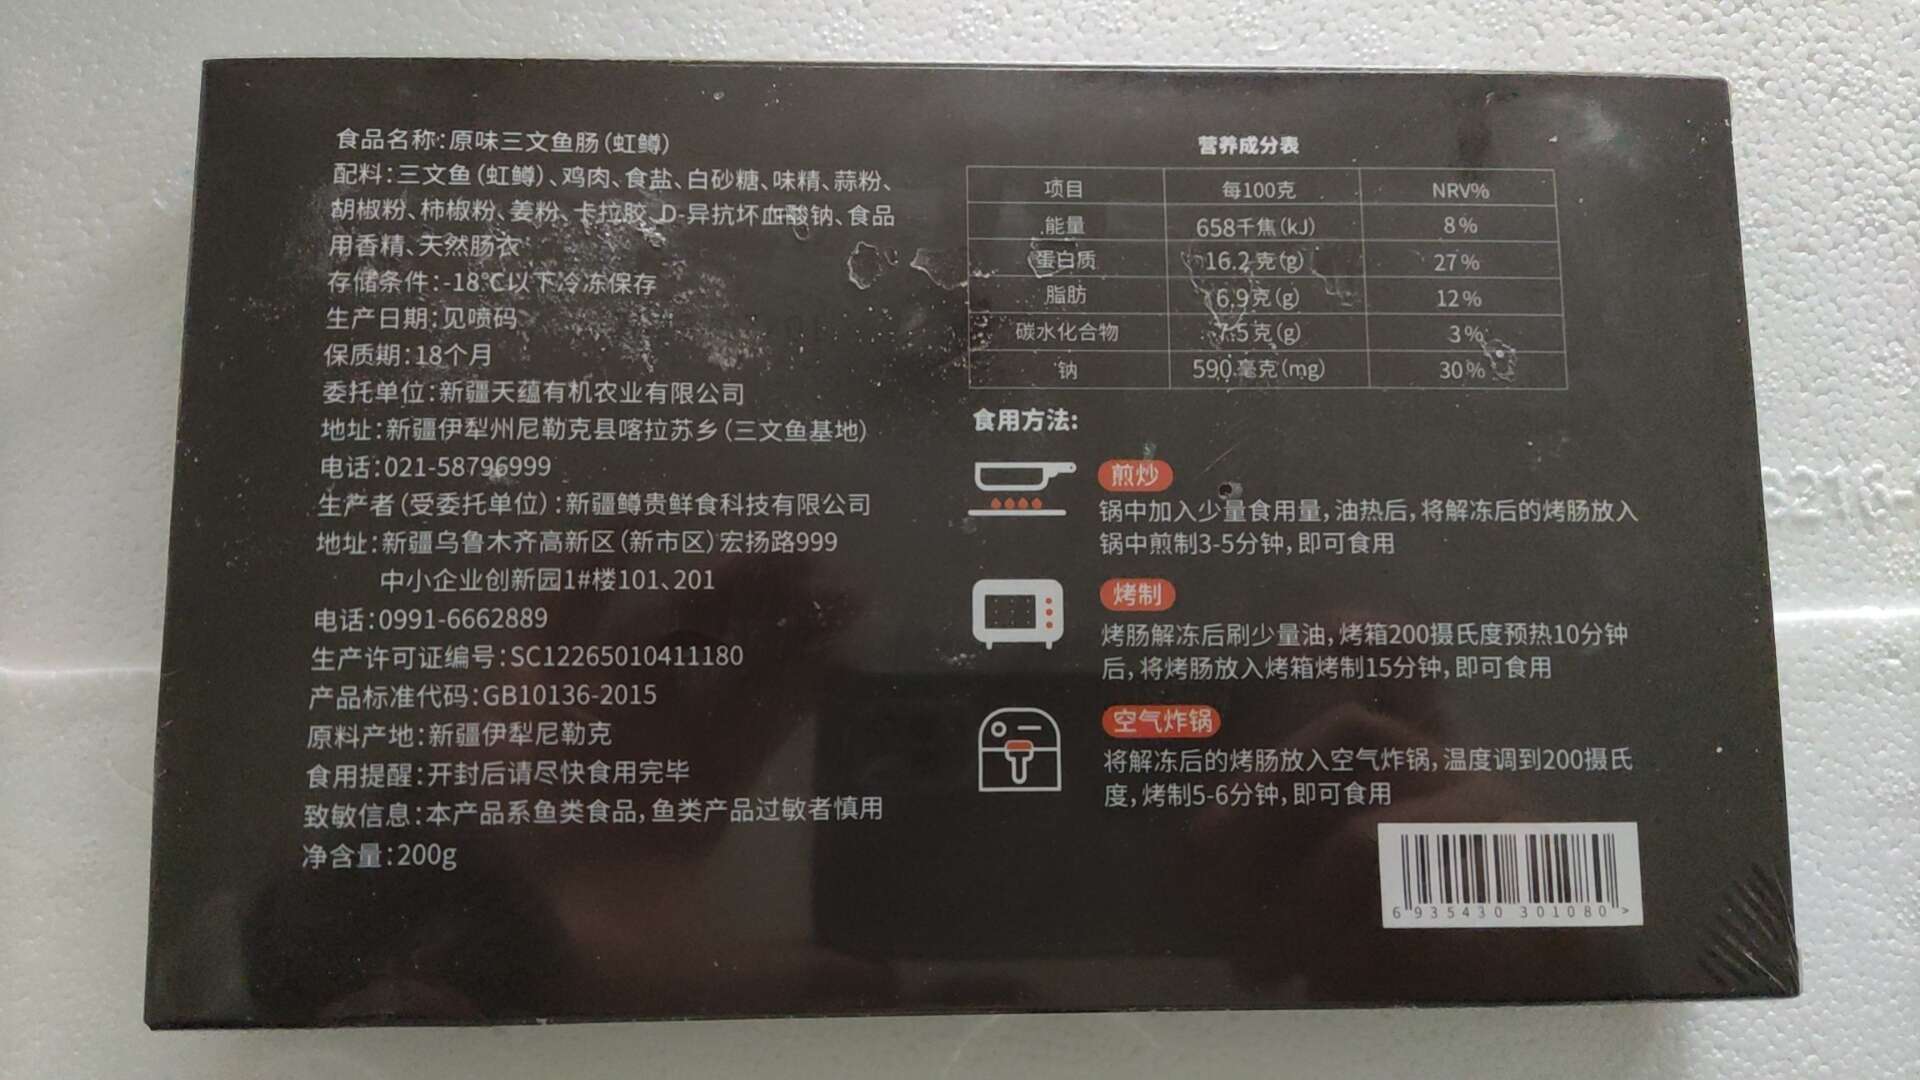 食品名称:原味三文鱼肠(虹鳟)
配料:三文鱼(虹鳟)、鸡肉、食盐、白砂糖、味精、蒜粉、
胡椒粉、柿椒粉、姜粉、卡拉胶、D-异抗坏血酸钠、食品
用香精、天然肠衣
存储条件:-18℃以下冷冻保存
生产日期:见喷码
保质期:18个月
委托单位:新疆天蕴有机农业有限公司
地址:新疆伊犁州尼勒克县喀拉苏乡(三文鱼基地)
电话:021-58796999
生产者(受委托单位):新疆鳟贵鲜食科技有限公司
地址:新疆乌鲁木齐高新区(新市区)宏扬路999
中小企业创新园1#楼101、201
电话:0991-6662889
生产许可证编号:SC12265010411180
产品标准代码:GB10136-2015
原料产地:新疆伊犁尼勒克
食用提醒:开封后请尽快食用完毕
致敏信息:本产品系鱼类食品,鱼类产品过敏者慎用
净含量:200g
营养成分表
项目 每100克 NRV%
能量 658千焦(kJ) 8%
蛋白质 16.2克(g) 27%
脂肪 6.9克(g) 12%
碳水化合物 7.5克(g) 3%
钠 590毫克(mg) 30%
食用方法:
煎炒
锅中加入少量食用量,油热后,将解冻后的烤肠放入
锅中煎制3-5分钟,即可食用
烤制
烤肠解冻后刷少量油,烤箱200摄氏度预热10分钟
后,将烤肠放入烤箱烤制15分钟,即可食用
空气炸锅
将解冻后的烤肠放入空气炸锅,温度调到200摄氏
度,烤制5-6分钟,即可食用
6 935430 301080 >